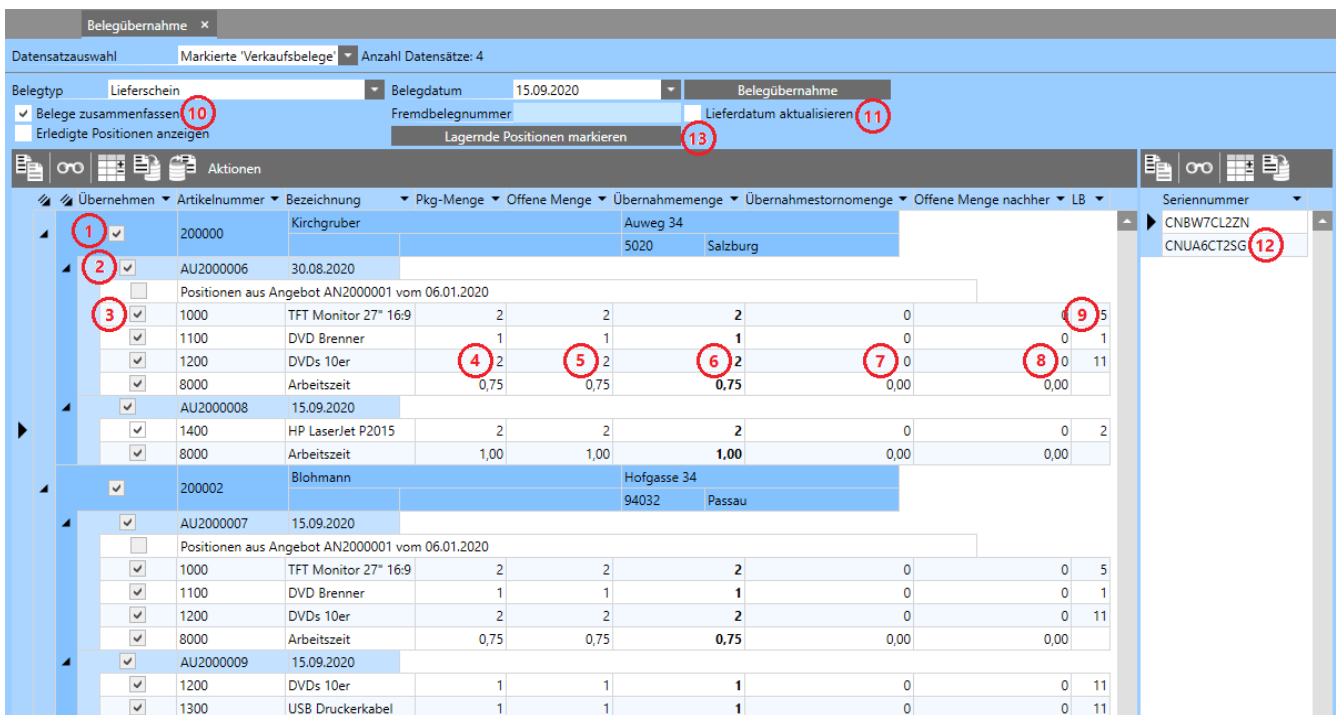 Belegübernahme ×
Datensatzauswahl Markierte 'Verkaufsbelege' Anzahl Datensätze: 4
Belegtyp Lieferschein Belegdatum 15.09.2020 Belegübernahme
Belege zusammenfassen 10 Fremdbelegnummer Lieferdatum aktualisieren 11
Erledigte Positionen anzeigen Lagernde Positionen markieren 13
Aktionen
Übernehmen Artikelnummer Bezeichnung Pkg-Menge Offene Menge Übernahmemenge Übernahmestornomenge Offene Menge nachher LB Seriennummer
1 200000 Kirchgruber Auweg 34 CNBW7CL2ZN
5020 Salzburg CNUA6CT2SG 12
2 AU2000006 30.08.2020
Positionen aus Angebot AN2000001 vom 06.01.2020
3 1000 TFT Monitor 27" 16:9 2 2 2 0 0 9 5
1100 DVD Brenner 1 1 1 0 0 1
1200 DVDs 10er 4 2 5 2 6 2 7 0 8 0 11
8000 Arbeitszeit 0,75 0,75 0,75 0,00 0,00
AU2000008 15.09.2020
1400 HP LaserJet P2015 2 2 2 0 0 2
8000 Arbeitszeit 1,00 1,00 1,00 0,00 0,00
200002 Blohmann Hofgasse 34
94032 Passau
AU2000007 15.09.2020
Positionen aus Angebot AN2000001 vom 06.01.2020
1000 TFT Monitor 27" 16:9 2 2 2 0 0 5
1100 DVD Brenner 1 1 1 0 0 1
1200 DVDs 10er 2 2 2 0 0 11
8000 Arbeitszeit 0,75 0,75 0,75 0,00 0,00
AU2000009 15.09.2020
1200 DVDs 10er 1 1 1 0 0 11
1300 USB Druckerkabel 1 1 1 0 0 11